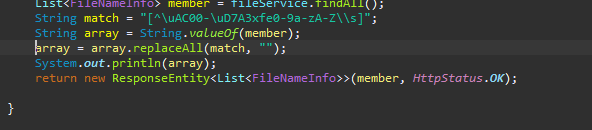 List<FileNameInfo> member = fileService.findAll();
String match = "[^\uAC00-\uD7A3xfe0-9a-zA-Z\\s]";
String array = String.valueOf(member);
array = array.replaceAll(match, "");
System.out.println(array);
return new ResponseEntity<List<FileNameInfo>>(member, HttpStatus.OK);
}